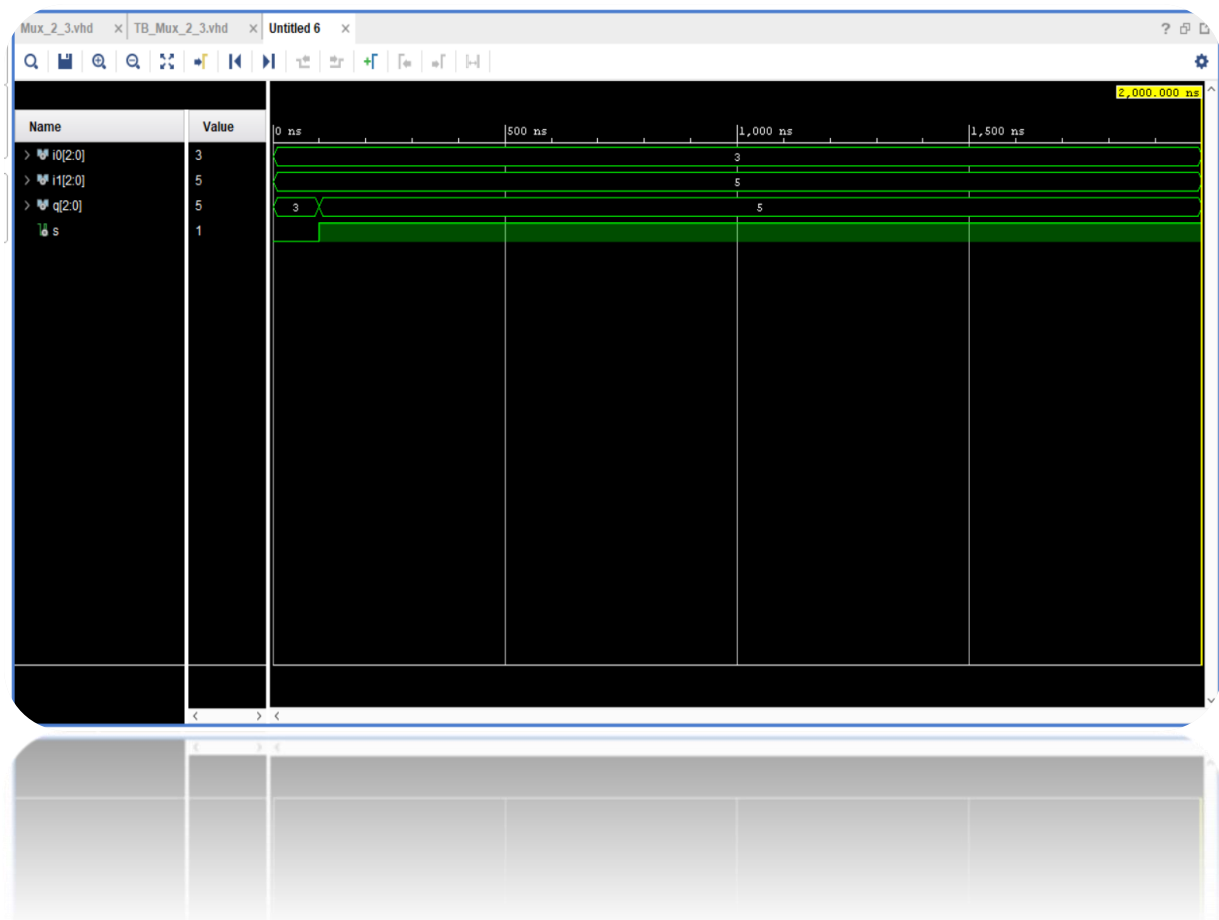 Mux_2_3.vhd × TB_Mux_2_3.vhd × Untitled 6 ×
?
2,000.000 ns
Name Value
0 ns 500 ns 1,000 ns 1,500 ns
i0[2:0] 3 3
i1[2:0] 5 5
q[2:0] 5 3 5
s 1